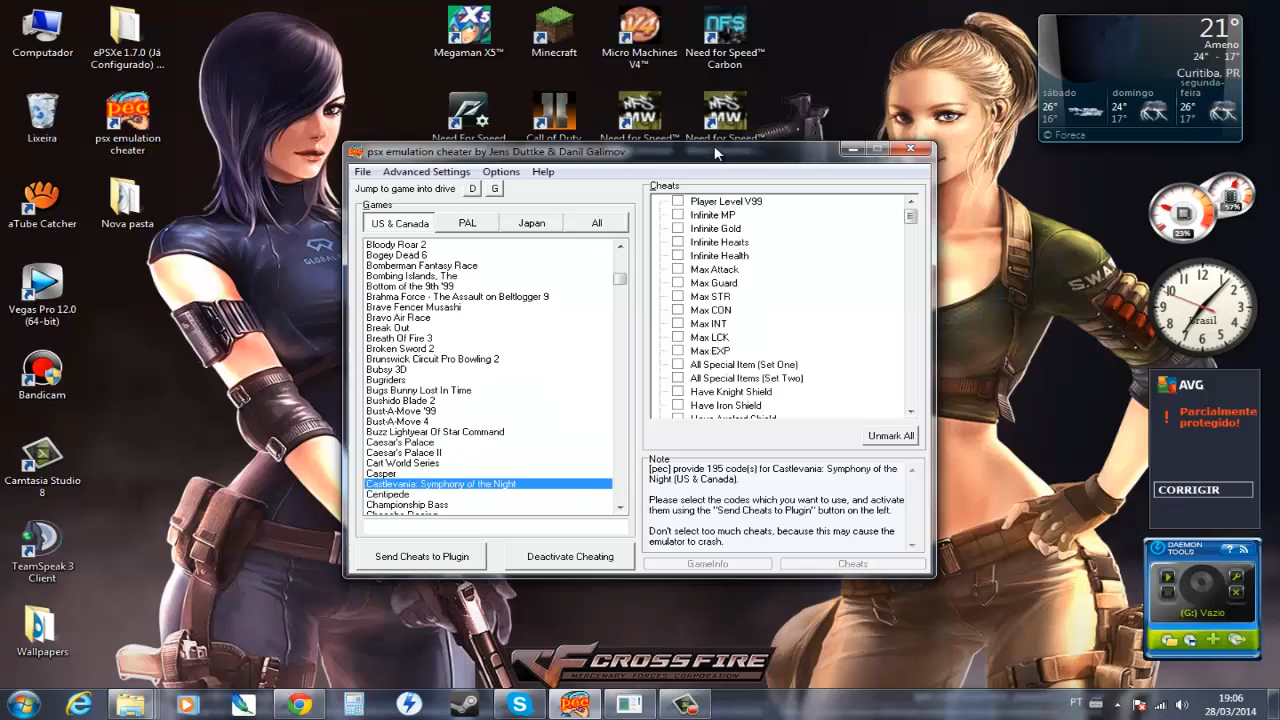 Computador
ePSXe 1.7.0 (Já
Configurado) ...
Megaman X5™
Minecraft
Micro Machines
V4™
Need for Speed™
Carbon
Lixeira
psx emulation
cheater
Need For Speed
Call of Duty
Need for Speed™
Need for Speed™
aTube Catcher
Nova pasta
Vegas Pro 12.0
(64-bit)
Bandicam
Camtasia Studio
8
TeamSpeak 3
Client
Wallpapers
psx emulation cheater by Jens Duttke & Danil Galimov
File Advanced Settings Options Help
Jump to game into drive D G
Games
US & Canada PAL Japan All
Bloody Roar 2
Bogey Dead 6
Bomberman Fantasy Race
Bombing Islands, The
Bottom of the 9th '99
Brahma Force - The Assault on Beltlogger 9
Brave Fencer Musashi
Bravo Air Race
Break Out
Breath Of Fire 3
Broken Sword 2
Brunswick Circuit Pro Bowling 2
Bubsy 3D
Bugriders
Bugs Bunny Lost In Time
Bushido Blade 2
Bust-A-Move '99
Bust-A-Move 4
Buzz Lightyear Of Star Command
Caesar's Palace
Caesar's Palace II
Cart World Series
Casper
Castlevania: Symphony of the Night
Centipede
Championship Bass
Send Cheats to Plugin
Deactivate Cheating
Cheats
Player Level V99
Infinite MP
Infinite Gold
Infinite Hearts
Infinite Health
Max Attack
Max Guard
Max STR
Max CON
Max INT
Max LCK
Max EXP
All Special Item (Set One)
All Special Items (Set Two)
Have Knight Shield
Have Iron Shield
Unmark All
Note
[pec] provide 195 code(s) for Castlevania: Symphony of the
Night (US & Canada).
Please select the codes which you want to use, and activate
them using the "Send Cheats to Plugin" button on the left.
Don't select too much cheats, because this may cause the
emulator to crash.
GameInfo Cheats
21°
Ameno
24° - 17°
Curitiba, PR
sábado domingo segunda-
feira
26° 24° 26°
16° 17° 17°
© Foreca
23%
57%
12
Brasil
AVG
Parcialmente
protegido!
CORRIGIR
DAEMON
TOOLS
(G:) Vazio
S.W.A.
GLOBAL
CF CROSSFIRE
MERCENARY FORCES CORPORATION
PT
19:06
28/03/2014